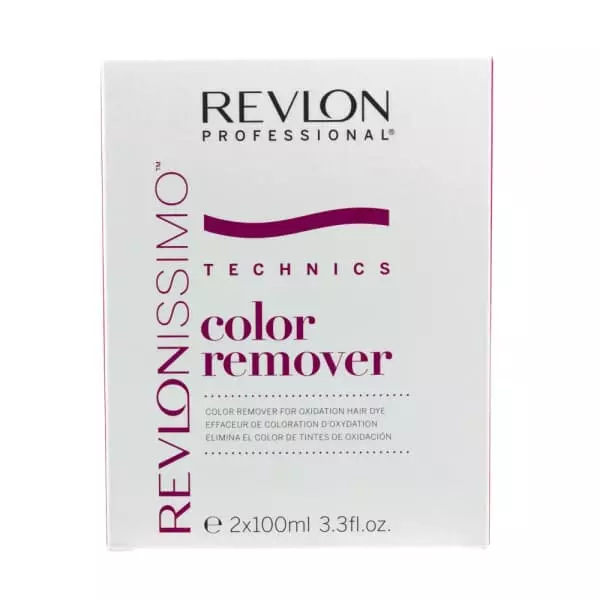 REVLON
PROFESSIONAL®
REVLONISSIMO™
TECHNICS
color
remover
COLOR REMOVER FOR OXIDATION HAIR DYE
EFFACEUR DE COLORATION D'OXYDATION
ELIMINA EL COLOR DE TINTES DE OXIDACIÓN
℮ 2x100ml 3.3fl.oz.